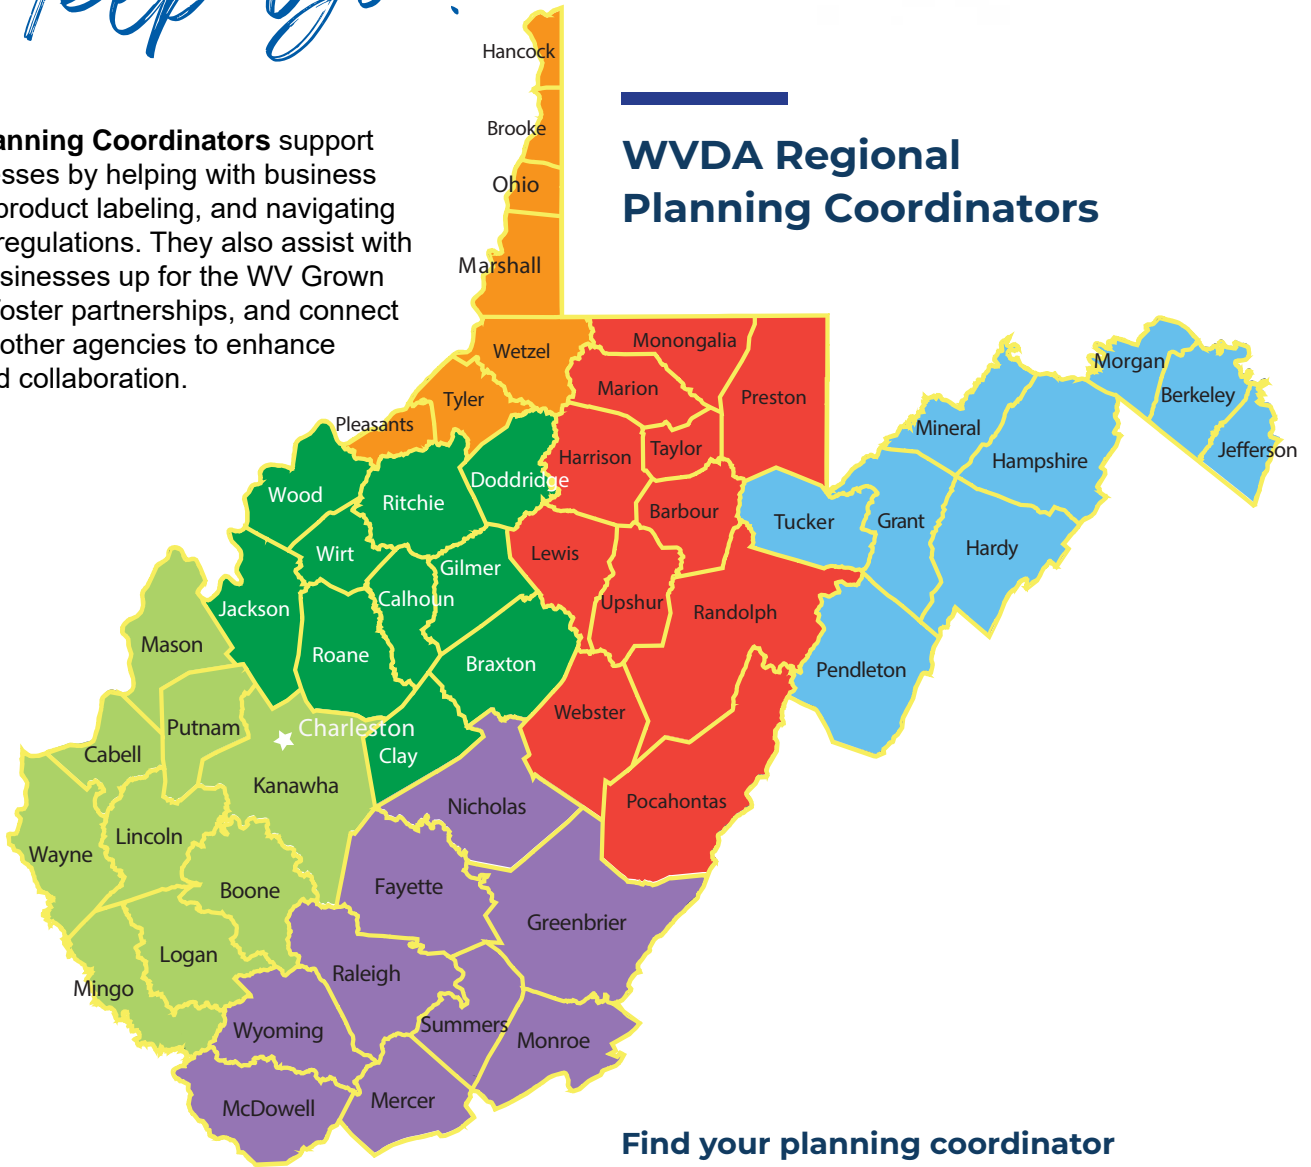 anning Coordinators support
esses by helping with business
product labeling, and navigating
regulations. They also assist with
sinesses up for the WV Grown
foster partnerships, and connect
other agencies to enhance
d collaboration.
WVDA Regional
Planning Coordinators
Hancock
Brooke
Ohio
Marshall
Wetzel
Monongalia
Marion
Preston
Tyler
Pleasants
Morgan
Berkeley
Jefferson
Mineral
Hampshire
Harrison
Taylor
Doddridge
Wood
Ritchie
Barbour
Tucker
Grant
Hardy
Wirt
Gilmer
Lewis
Calhoun
Upshur
Randolph
Jackson
Mason
Roane
Braxton
Pendleton
Webster
Putnam
Charleston
Clay
Cabell
Kanawha
Nicholas
Pocahontas
Lincoln
Wayne
Boone
Fayette
Greenbrier
Logan
Raleigh
Mingo
Wyoming
Summers
Monroe
McDowell
Mercer
Find your planning coordinator